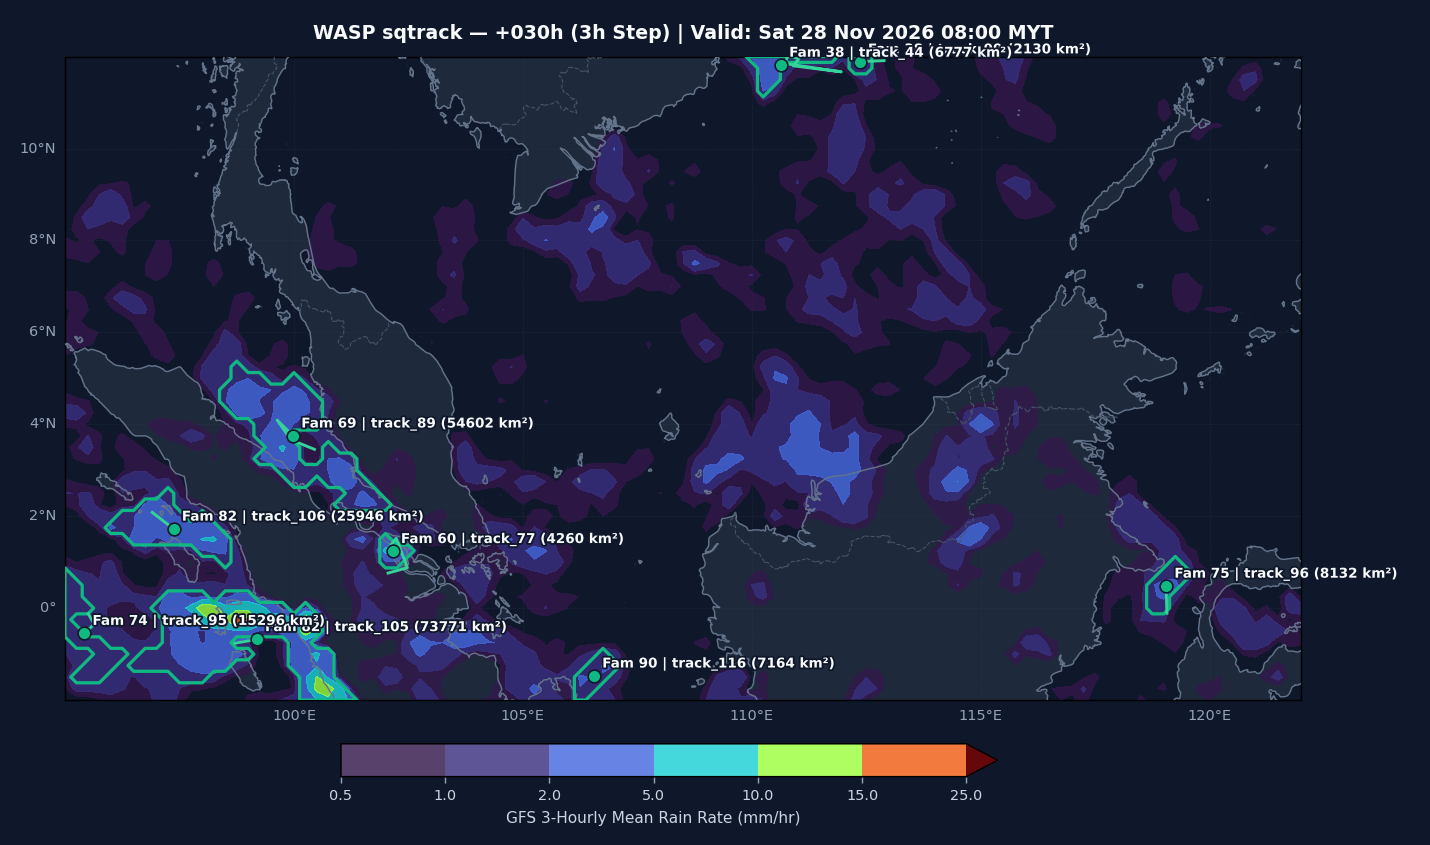 WASP sqtrack — +030h (3h Step) | Valid: Sat 28 Nov 2026 08:00 MYT
Fam 38 | track_44 (6777 km²)
(2130 km²)
10°N
8°N
6°N
4°N
2°N
0°
Fam 69 | track_89 (54602 km²)
Fam 82 | track_106 (25946 km²)
Fam 60 | track_77 (4260 km²)
Fam 75 | track_96 (8132 km²)
Fam 74 | track_95 (15296 km²)
| track_105 (73771 km²)
Fam 90 | track_116 (7164 km²)
100°E
105°E
110°E
115°E
120°E
0.5
1.0
2.0
5.0
10.0
15.0
25.0
GFS 3-Hourly Mean Rain Rate (mm/hr)